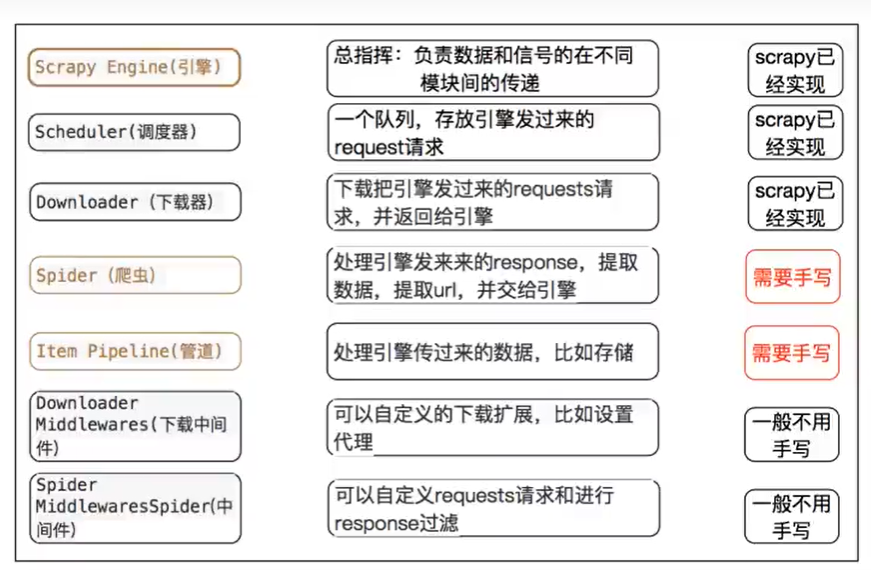 Scrapy Engine(引擎)
总指挥：负责数据和信号的在不同
模块间的传递
scrapy已
经实现
Scheduler(调度器)
一个队列，存放引擎发过来的
request请求
scrapy已
经实现
Downloader（下载器）
下载把引擎发过来的requests请
求，并返回给引擎
scrapy已
经实现
Spider（爬虫）
处理引擎发来来的response，提取
数据，提取url，并交给引擎
需要手写
Item Pipeline(管道)
处理引擎传过来的数据，比如存储
需要手写
Downloader
Middlewares(下载中间
件)
可以自定义的下载扩展，比如设置
代理
一般不用
手写
Spider
MiddlewaresSpider(中
间件)
可以自定义requests请求和进行
response过滤
一般不用
手写